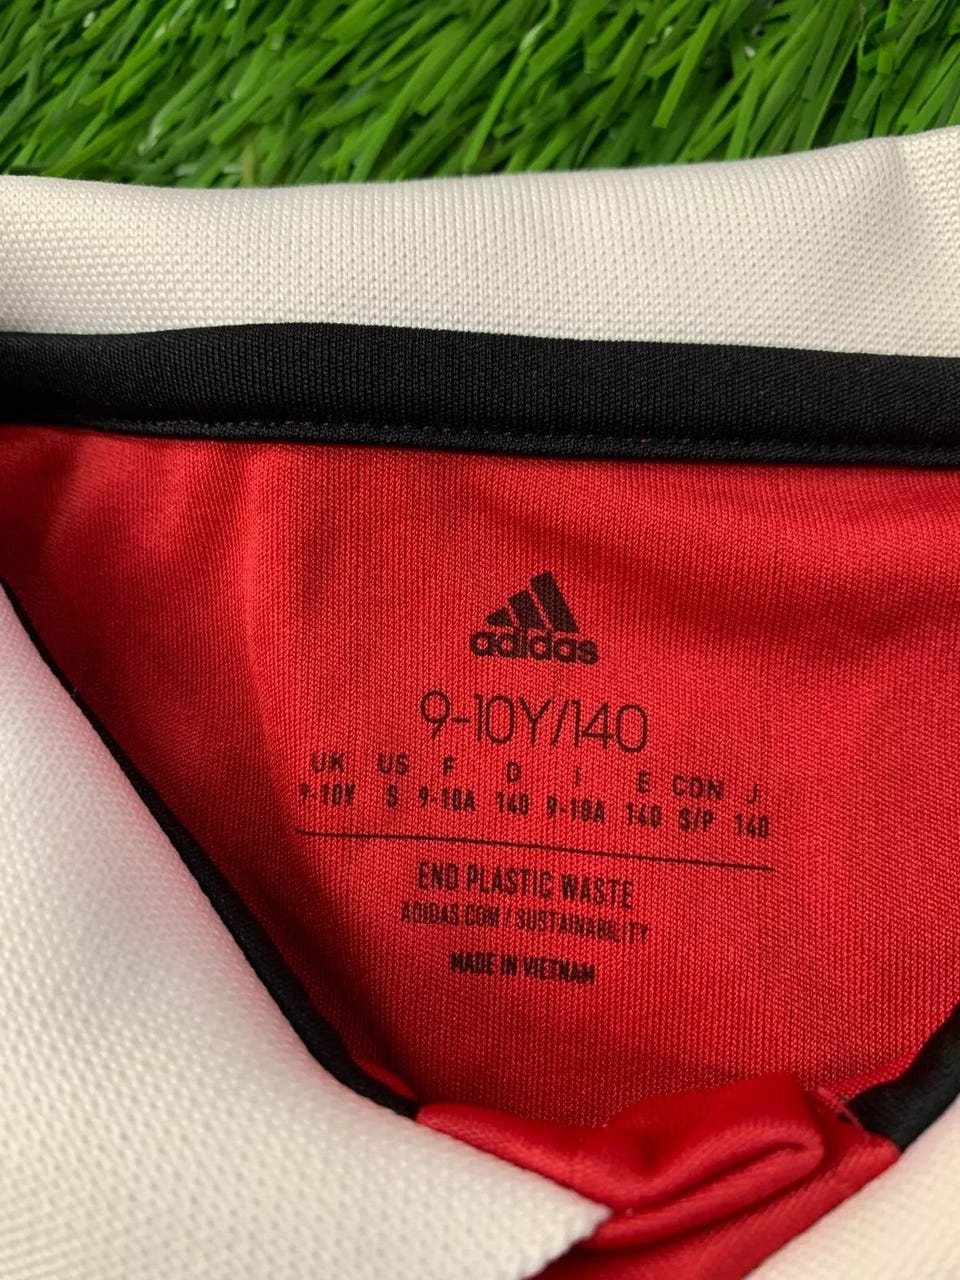 adidas
9-10Y/140
UK US F D I E CDN J
9-10Y S 9-10A 140 9-10A 140 S/P 140
END PLASTIC WASTE
ADIDAS.COM / SUSTAINABILITY
MADE IN VIETNAM